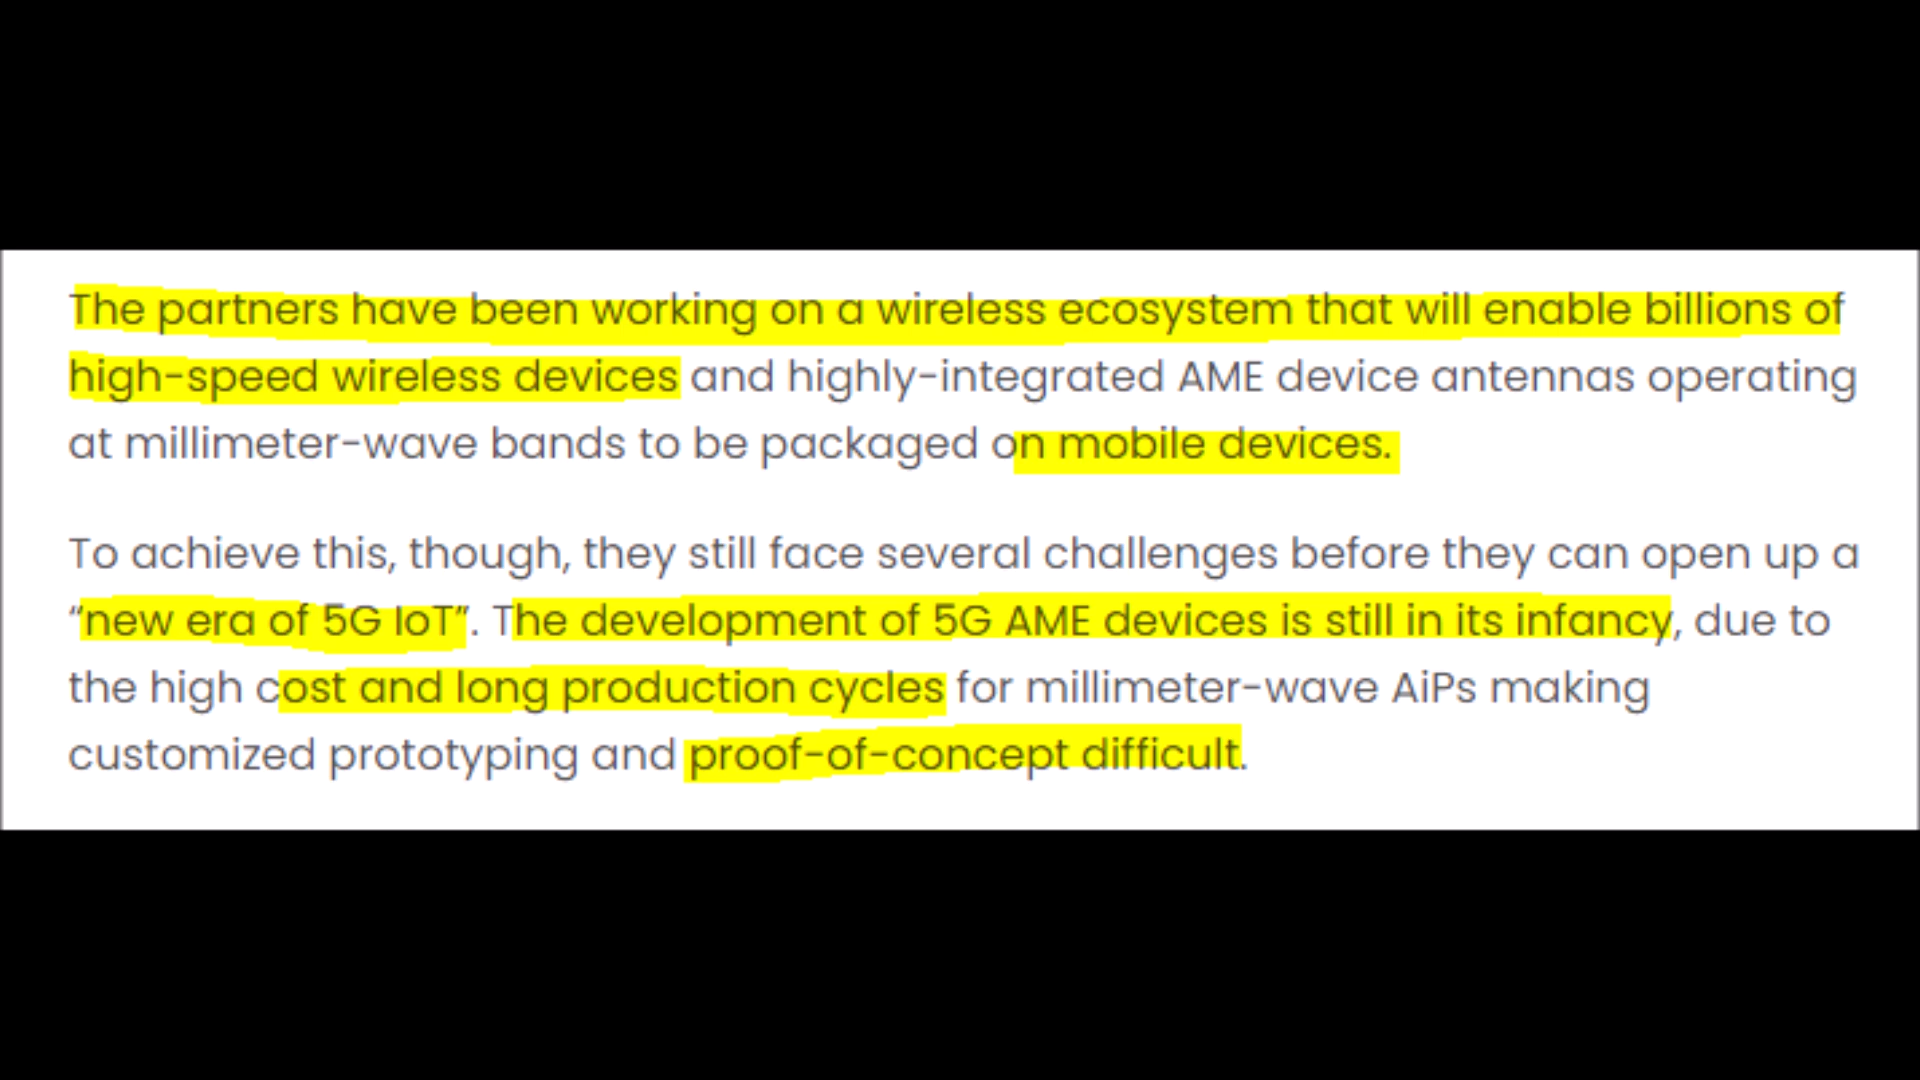 The partners have been working on a wireless ecosystem that will enable billions of
high-speed wireless devices and highly-integrated AME device antennas operating
at millimeter-wave bands to be packaged on mobile devices.
To achieve this, though, they still face several challenges before they can open up a
“new era of 5G IoT”. The development of 5G AME devices is still in its infancy, due to
the high cost and long production cycles for millimeter-wave AiPs making
customized prototyping and proof-of-concept difficult.